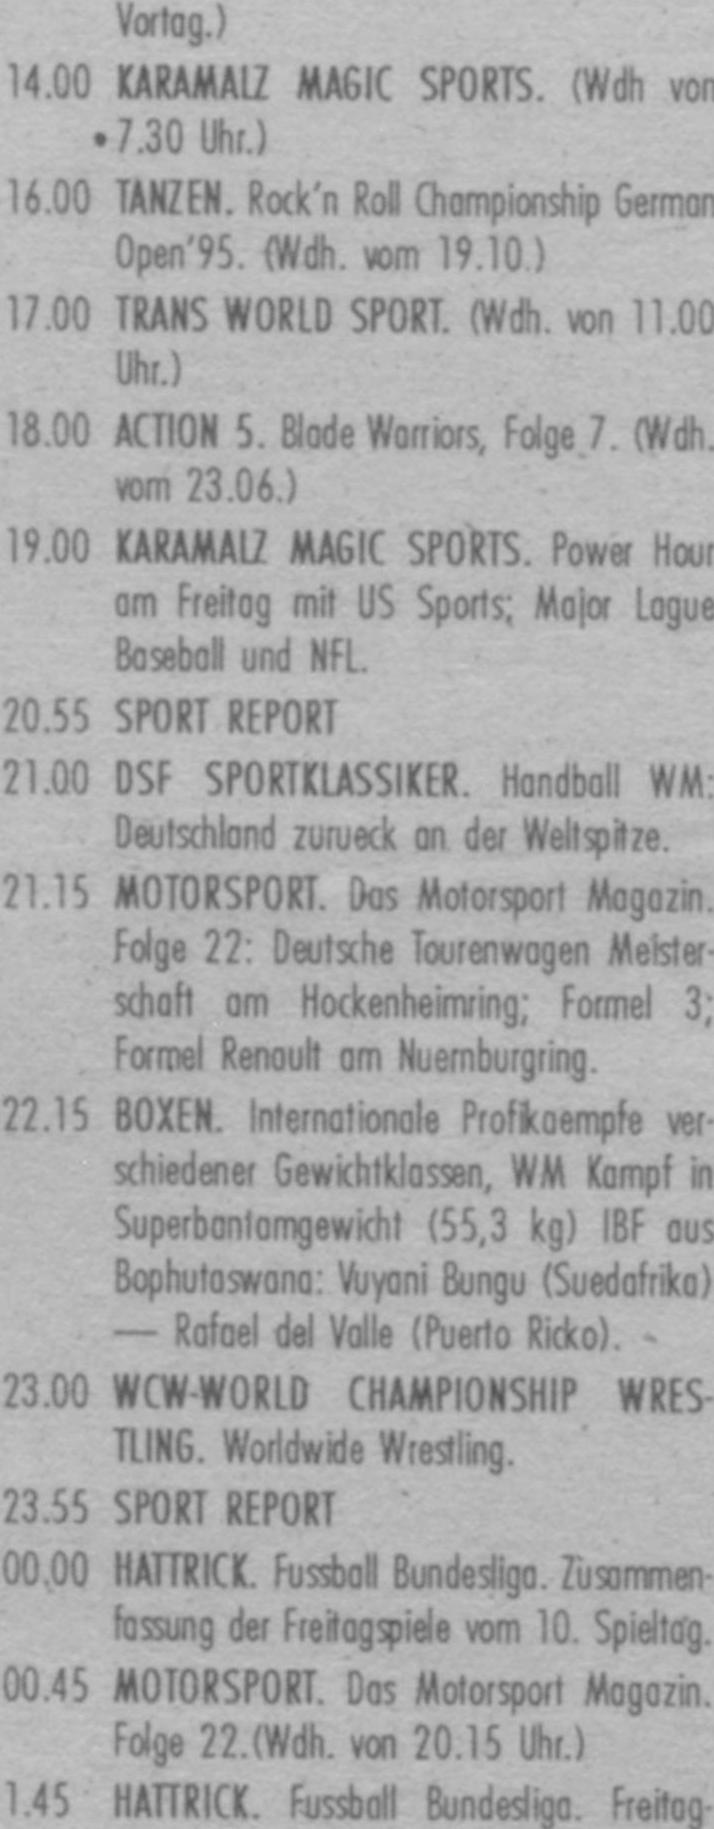 Vortag.)
14.00 KARAMALZ MAGIC SPORTS. (Wdh von
•7.30 Uhr.)
16.00 TANZEN. Rock'n Roll Championship German
Open'95. (Wdh. vom 19.10.)
17.00 TRANS WORLD SPORT. (Wdh. von 11.00
Uhr.)
18.00 ACTION 5. Blade Warriors, Folge 7. (Wdh.
vom 23.06.)
19.00 KARAMALZ MAGIC SPORTS. Power Hour
am Freitag mit US Sports; Major Lague
Baseball und NFL.
20.55 SPORT REPORT
21.00 DSF SPORTKLASSIKER. Handball WM:
Deutschland zurueck an der Weltspitze.
21.15 MOTORSPORT. Das Motorsport Magazin.
Folge 22: Deutsche Tourenwagen Meister-
schaft am Hockenheimring; Formel 3;
Formel Renault am Nuernburgring.
22.15 BOXEN. Internationale Profikaempfe ver-
schiedener Gewichtklassen, WM Kampf in
Superbantamgewicht (55,3 kg) IBF aus
Bophutaswana: Vuyani Bungu (Suedafrika)
— Rafael del Valle (Puerto Ricko).
23.00 WCW-WORLD CHAMPIONSHIP WRES-
TLING. Worldwide Wrestling.
23.55 SPORT REPORT
00.00 HATTRICK. Fussball Bundesliga. Zusammen-
fassung der Freitagspiele vom 10. Spieltag.
00.45 MOTORSPORT. Das Motorsport Magazin.
Folge 22.(Wdh. von 20.15 Uhr.)
1.45 HATTRICK. Fussball Bundesliga. Freitag-